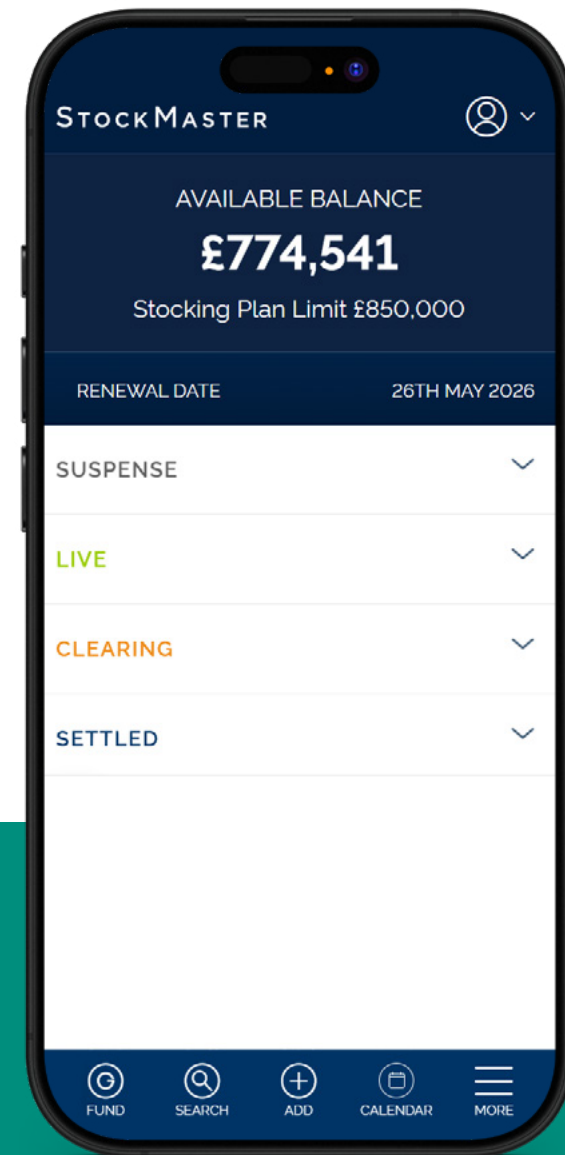 STOCKMASTER
AVAILABLE BALANCE
£774,541
Stocking Plan Limit £850,000
RENEWAL DATE 26TH MAY 2026
SUSPENSE
LIVE
CLEARING
SETTLED
FUND SEARCH ADD CALENDAR MORE